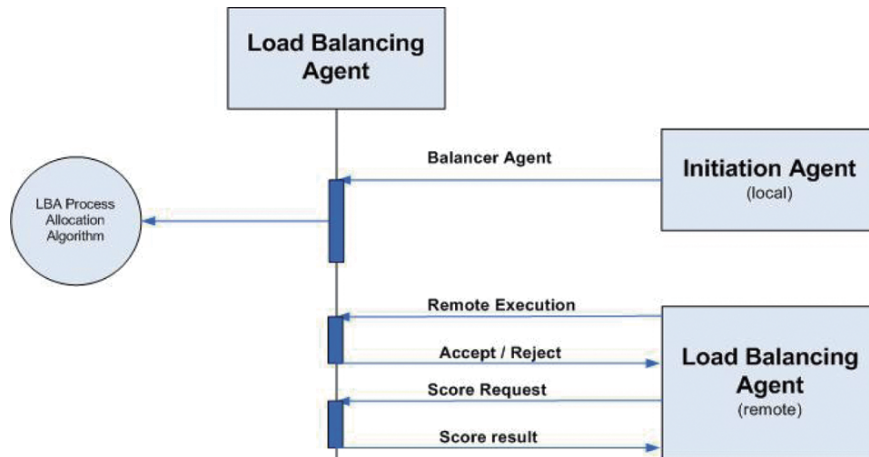 Load Balancing
Agent
Balancer Agent
Initiation Agent
(local)
LBA Process
Allocation
Algorithm
Remote Execution
Accept / Reject
Score Request
Score result
Load Balancing
Agent
(remote)